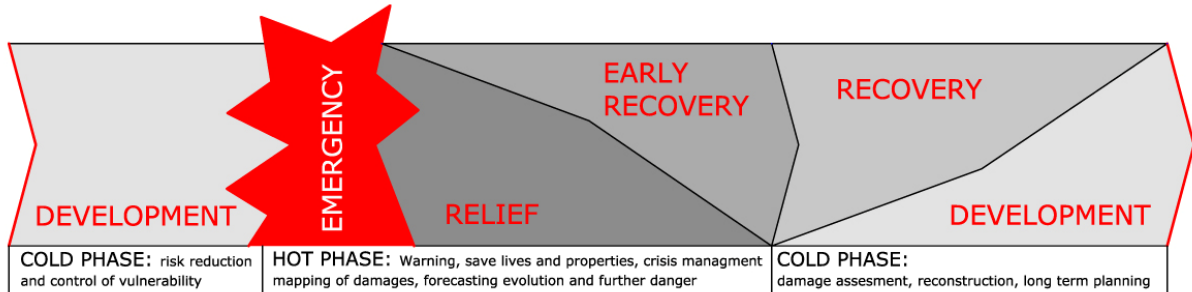 EARLY
RECOVERY
RECOVERY
EMERGENCY
DEVELOPMENT
RELIEF
DEVELOPMENT
COLD PHASE: risk reduction
and control of vulnerability
HOT PHASE: Warning, save lives and properties, crisis managment
mapping of damages, forecasting evolution and further danger
COLD PHASE:
damage assesment, reconstruction, long term planning